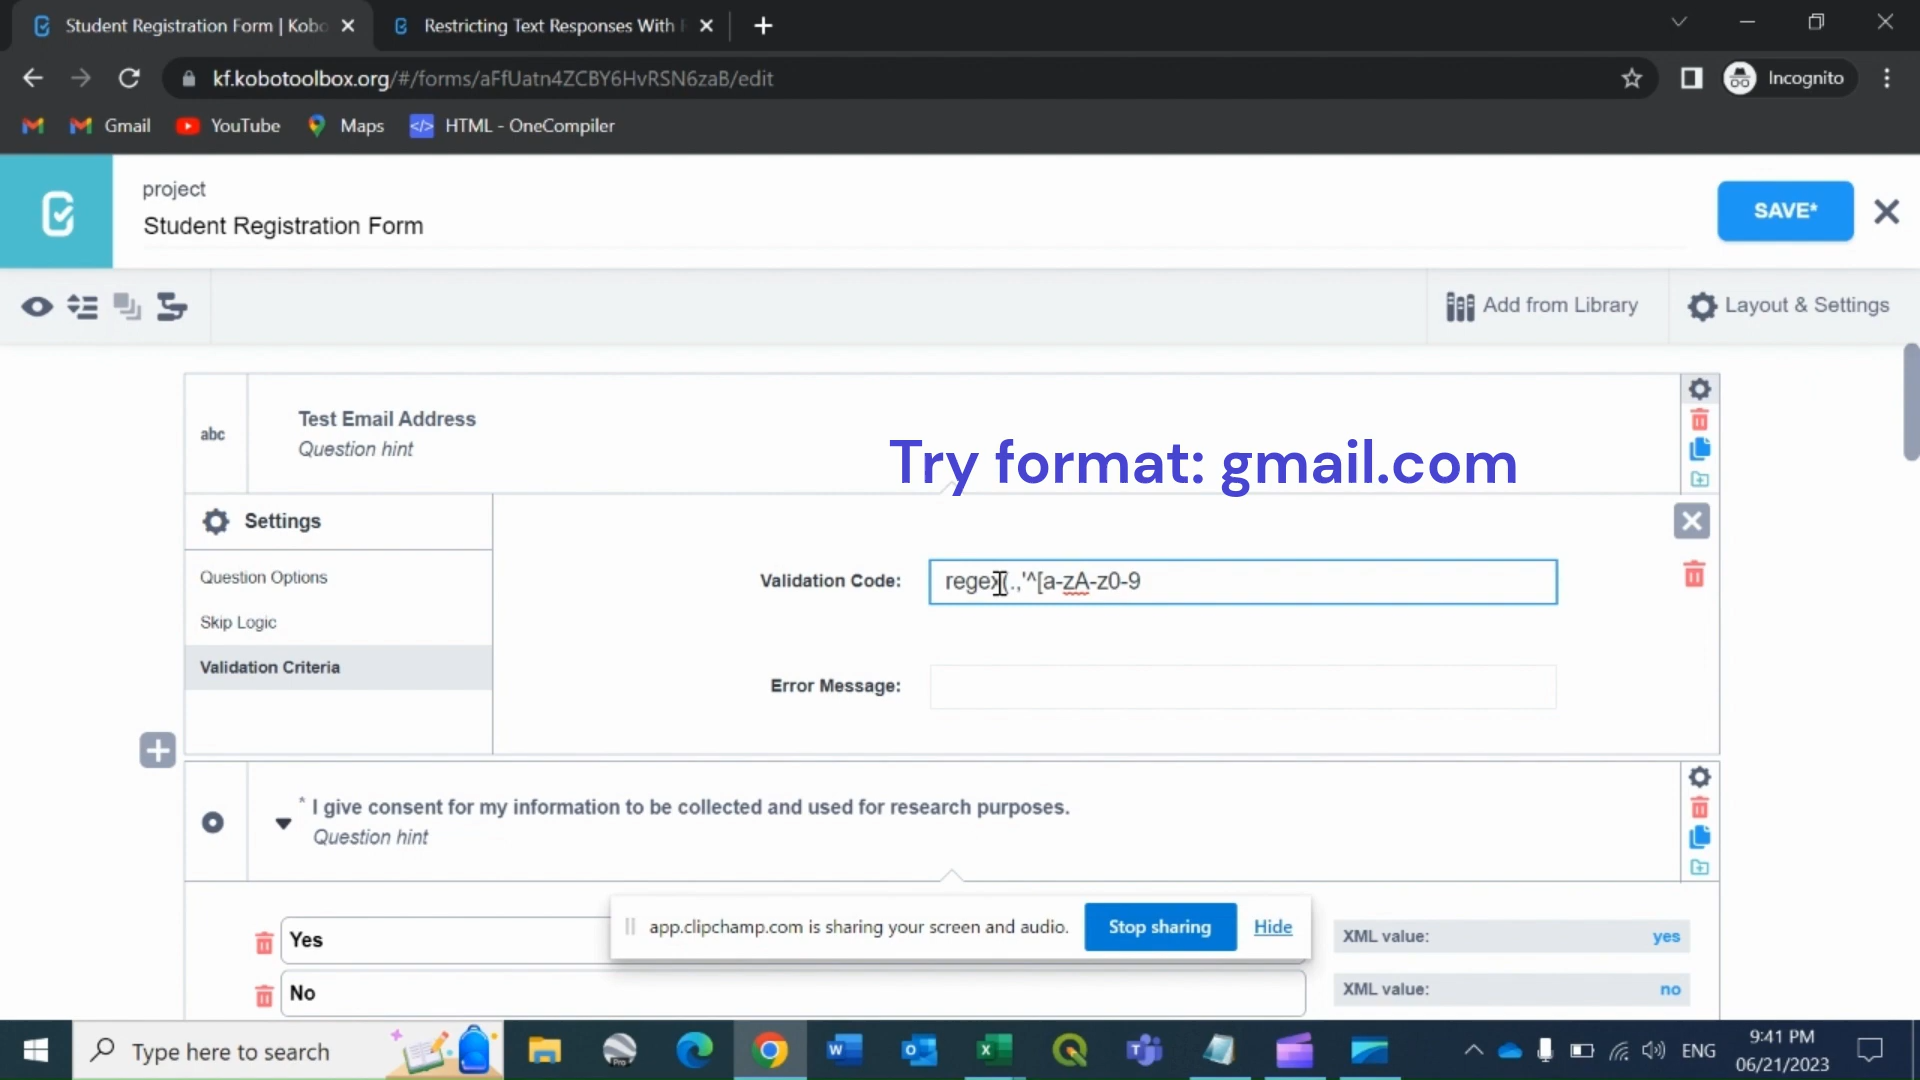 Student Registration Form | Kobo
Restricting Text Responses With
kf.kobotoolbox.org/#/forms/aFfUatn4ZCBY6HvRSN6zaB/edit
Incognito
Gmail
YouTube
Maps
HTML - OneCompiler
project
Student Registration Form
SAVE*
Add from Library
Layout & Settings
abc
Test Email Address
Question hint
Try format: gmail.com
Settings
Question Options
Skip Logic
Validation Criteria
Validation Code:
regex(.,'^[a-zA-z0-9
Error Message:
* I give consent for my information to be collected and used for research purposes.
Question hint
app.clipchamp.com is sharing your screen and audio.
Stop sharing
Hide
Yes
XML value:
yes
No
XML value:
no
Type here to search
Pro
ENG
9:41 PM
06/21/2023